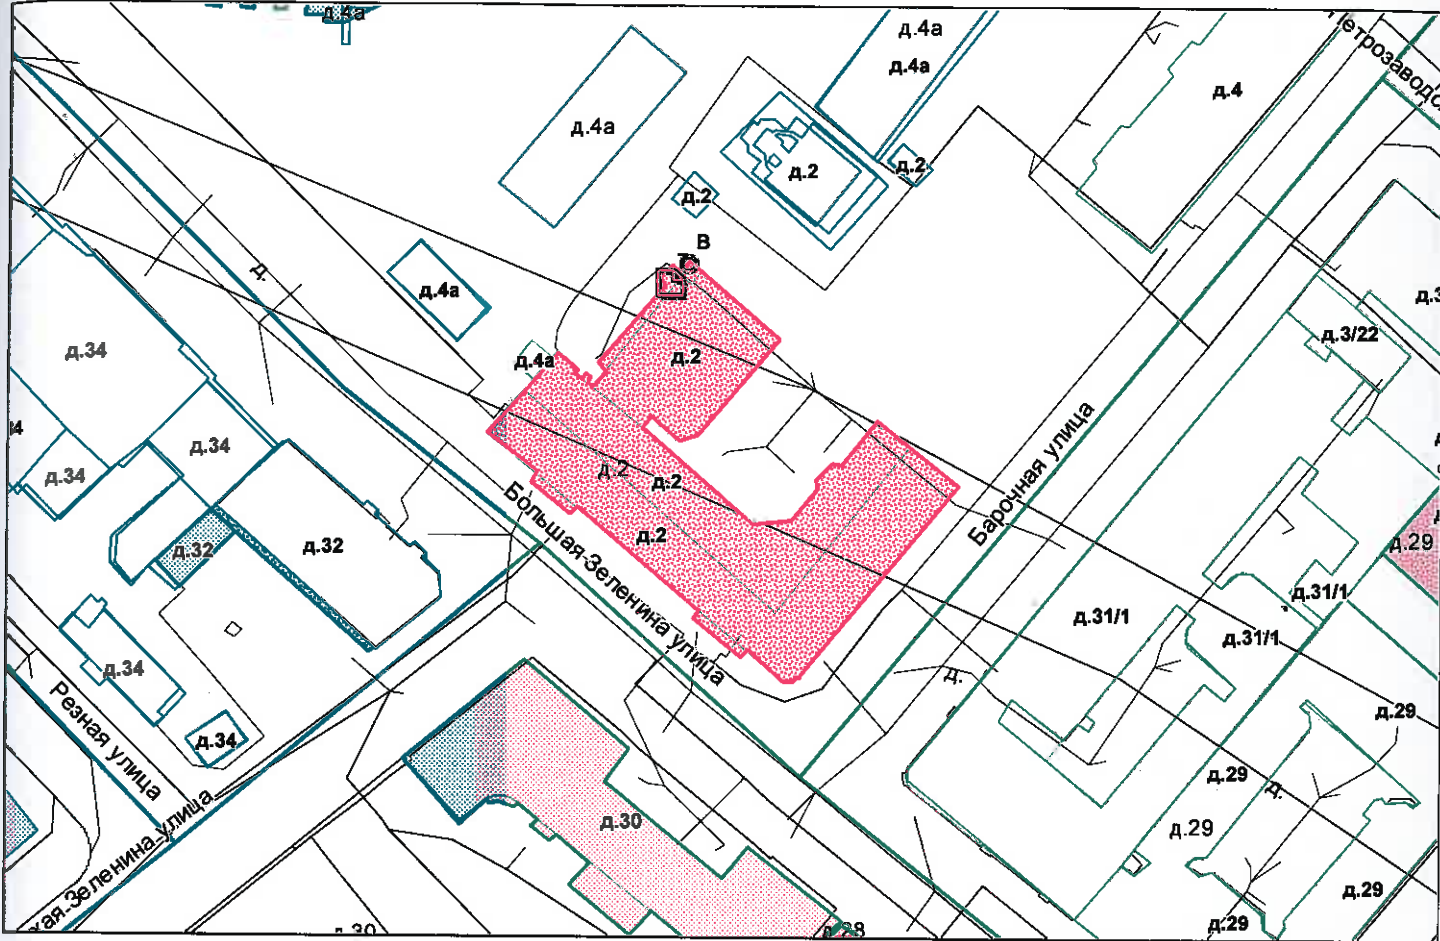 д.4а
д.4а
д.4а
д.4
Петрозаводс
д.4а
д.2
д.2
д.2
В
д.
д.4а
д.3
д.3/22
д.34
д.4а
д.2
д.34
д.34
д.2
д.2
д.2
д.32
д.32
Большая-Зеленина улица
Барочная улица
д.29
д.31/1
д.31/1
д.31/1
д.34
д.
д.34
Резная улица
кая-Зеленина-улица
д.29
д.29
д.
д.30
д.29
д.29
д.29